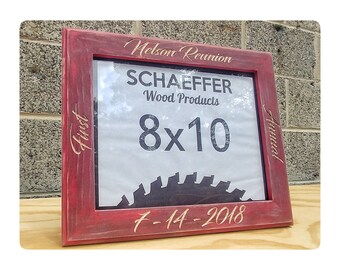 Nelson Reunion
First
SCHAEFFER
Wood Products
8x10
Annual
7-14-2018